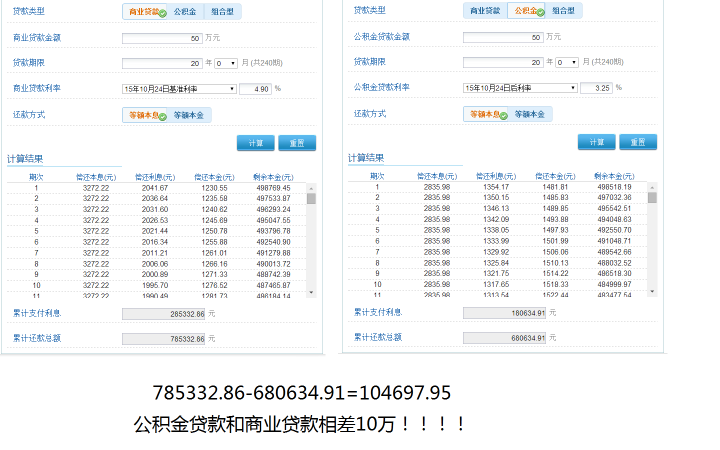 贷款类型 商业贷款 公积金 组合型
商业贷款金额 50 万元
贷款期限 20 年 0 月 (共240期)
商业贷款利率 15年10月24日基准利率 4.90 %
还款方式 等额本息 等额本金
计算 重置
计算结果
期次 偿还本息(元) 偿还利息(元) 偿还本金(元) 剩余本金(元)
1 3272.22 2041.67 1230.55 498769.45
2 3272.22 2036.64 1235.58 497533.87
3 3272.22 2031.60 1240.62 496293.24
4 3272.22 2026.53 1245.69 495047.55
5 3272.22 2021.44 1250.78 493796.78
6 3272.22 2016.34 1255.88 492540.90
7 3272.22 2011.21 1261.01 491279.88
8 3272.22 2006.06 1266.16 490013.72
9 3272.22 2000.89 1271.33 488742.39
10 3272.22 1995.70 1276.52 487465.87
11 3272.22 1990.49 1281.73 486184.14
累计支付利息 285332.86 元
累计还款总额 785332.86 元
贷款类型 商业贷款 公积金 组合型
公积金贷款金额 50 万元
贷款期限 20 年 0 月 (共240期)
公积金贷款利率 15年10月24日后利率 3.25 %
还款方式 等额本息 等额本金
计算 重置
计算结果
期次 偿还本息(元) 偿还利息(元) 偿还本金(元) 剩余本金(元)
1 2835.98 1354.17 1481.81 498518.19
2 2835.98 1350.15 1485.83 497032.36
3 2835.98 1346.13 1489.85 495542.51
4 2835.98 1342.09 1493.88 494048.63
5 2835.98 1338.05 1497.93 492550.70
6 2835.98 1333.99 1501.99 491048.71
7 2835.98 1329.92 1506.06 489542.66
8 2835.98 1325.84 1510.13 488032.52
9 2835.98 1321.75 1514.22 486518.30
10 2835.98 1317.65 1518.33 484999.97
11 2835.98 1313.54 1522.44 483477.54
累计支付利息 180634.91 元
累计还款总额 680634.91 元
785332.86-680634.91=104697.95
公积金贷款和商业贷款相差10万！！！！